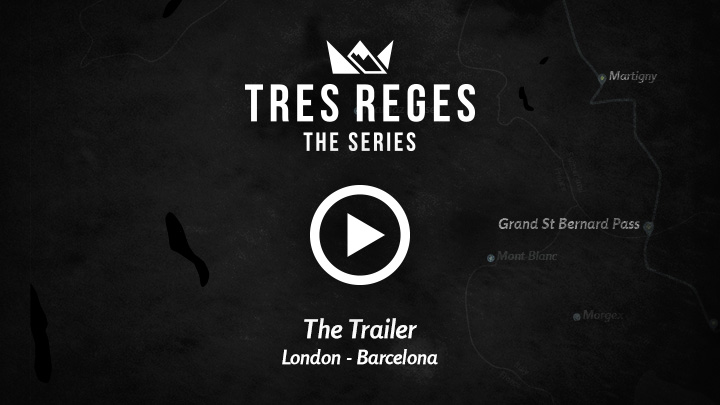 TRES REGES
THE SERIES
Martigny
Grand St Bernard Pass
Mont Blanc
Morgex
The Trailer
London - Barcelona